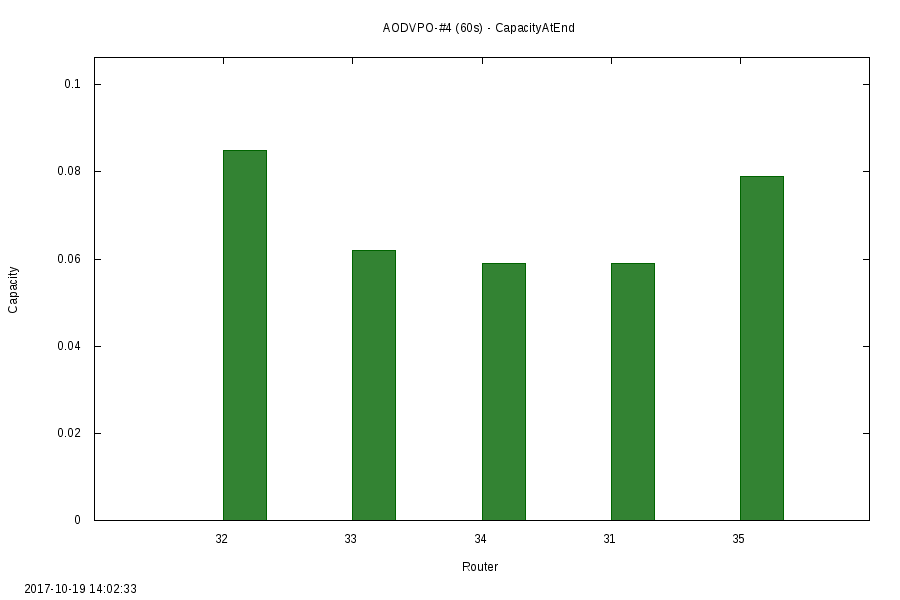 AODVPO-#4 (60s) - CapacityAtEnd
0.1
0.08
0.06
0.04
0.02
0
Capacity
32 33 34 31 35
Router
2017-10-19 14:02:33